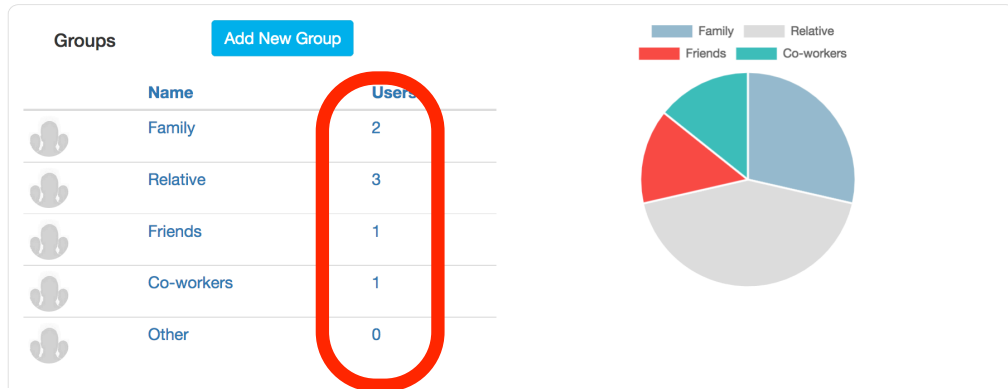 Groups
Add New Group
Name Users
Family 2
Relative 3
Friends 1
Co-workers 1
Other 0
Family Relative
Friends Co-workers